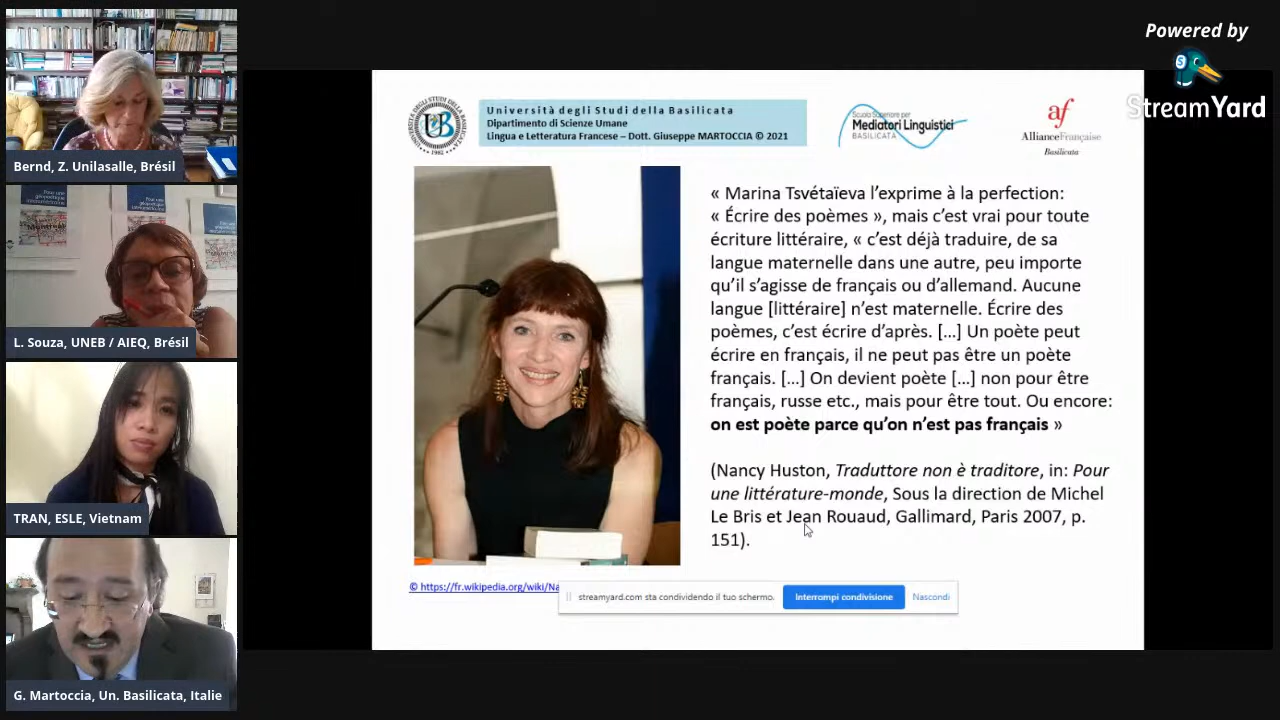 Powered by
StreamYard
Bernd, Z. Unilasalle, Brésil
L. Souza, UNEB / AIEQ, Brésil
TRAN, ESLE, Vietnam
G. Martoccia, Un. Basilicata, Italie
Università degli Studi della Basilicata
Dipartimento di Scienze Umane
Lingua e Letteratura Francese – Dott. Giuseppe MARTOCCIA © 2021
Scuola Superiore per
Mediatori Linguistici
BASILICATA
af
AllianceFrançaise
Basilicata
« Marina Tsvétaïeva l’exprime à la perfection:
« Écrire des poèmes », mais c’est vrai pour toute
écriture littéraire, « c’est déjà traduire, de sa
langue maternelle dans une autre, peu importe
qu’il s’agisse de français ou d’allemand. Aucune
langue [littéraire] n’est maternelle. Écrire des
poèmes, c’est écrire d’après. […] Un poète peut
écrire en français, il ne peut pas être un poète
français. […] On devient poète […] non pour être
français, russe etc., mais pour être tout. Ou encore:
on est poète parce qu’on n’est pas français »
(Nancy Huston, Traduttore non è traditore, in: Pour
une littérature-monde, Sous la direction de Michel
Le Bris et Jean Rouaud, Gallimard, Paris 2007, p.
151).
© https://fr.wikipedia.org/wiki/Na
streamyard.com sta condividendo il tuo schermo.
Interrompi condivisione
Nascondi